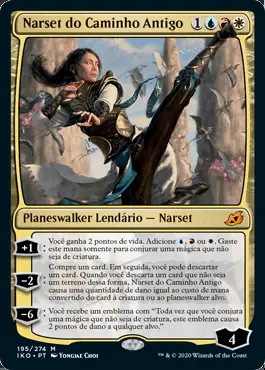 Narset do Caminho Antigo 1
Planeswalker Lendário — Narset
+1: Você ganha 2 pontos de vida. Adicione , ou . Gaste
este mana somente para conjurar uma mágica que não
seja de criatura.
Compre um card. Em seguida, você pode descartar
um card. Quando você descarta um card que não seja
−2: um terreno dessa forma, Narset do Caminho Antigo
causa uma quantidade de dano igual ao custo de mana
convertido do card à criatura ou ao planeswalker alvo.
−6: Você recebe um emblema com "Toda vez que você conjura
uma mágica que não seja de criatura, este emblema causa
2 pontos de dano a qualquer alvo."
4
195/274 M
IKO • PT YONGJAE CHOI
™ & © 2020 Wizards of the Coast